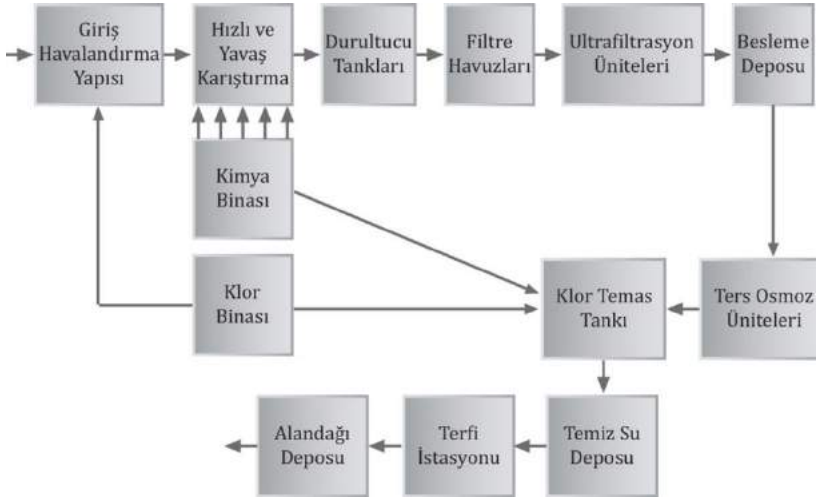 Giriş
Havalandırma
Yapısı
Hızlı ve
Yavaş
Karıştırma
Durultucu
Tankları
Filtre
Havuzları
Ultrafiltrasyon
Üniteleri
Besleme
Deposu
Kimya
Binası
Klor
Binası
Klor Temas
Tankı
Ters Osmoz
Üniteleri
Alandağı
Deposu
Terfi
İstasyonu
Temiz Su
Deposu